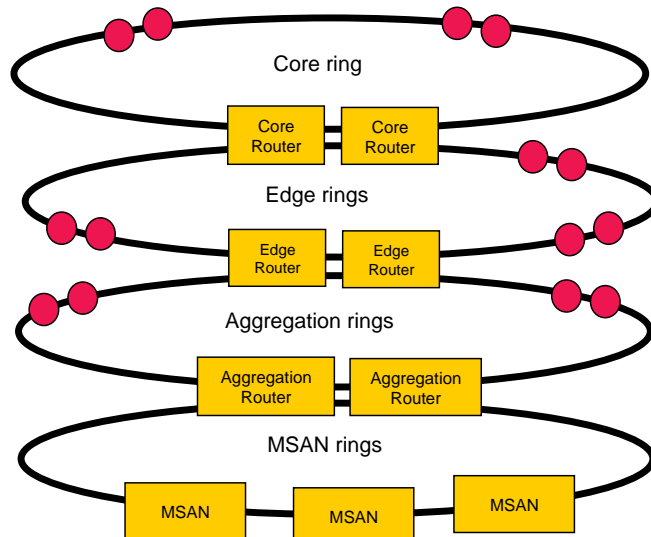 Core ring
Core
Router
Core
Router
Edge rings
Edge
Router
Edge
Router
Aggregation rings
Aggregation
Router
Aggregation
Router
MSAN rings
MSAN
MSAN
MSAN